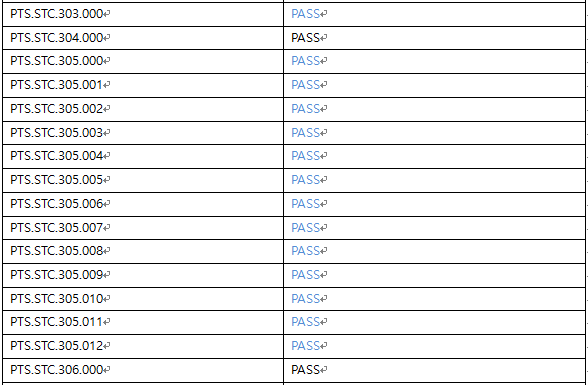 PTS.STC.303.000 PASS
PTS.STC.304.000 PASS
PTS.STC.305.000 PASS
PTS.STC.305.001 PASS
PTS.STC.305.002 PASS
PTS.STC.305.003 PASS
PTS.STC.305.004 PASS
PTS.STC.305.005 PASS
PTS.STC.305.006 PASS
PTS.STC.305.007 PASS
PTS.STC.305.008 PASS
PTS.STC.305.009 PASS
PTS.STC.305.010 PASS
PTS.STC.305.011 PASS
PTS.STC.305.012 PASS
PTS.STC.306.000 PASS